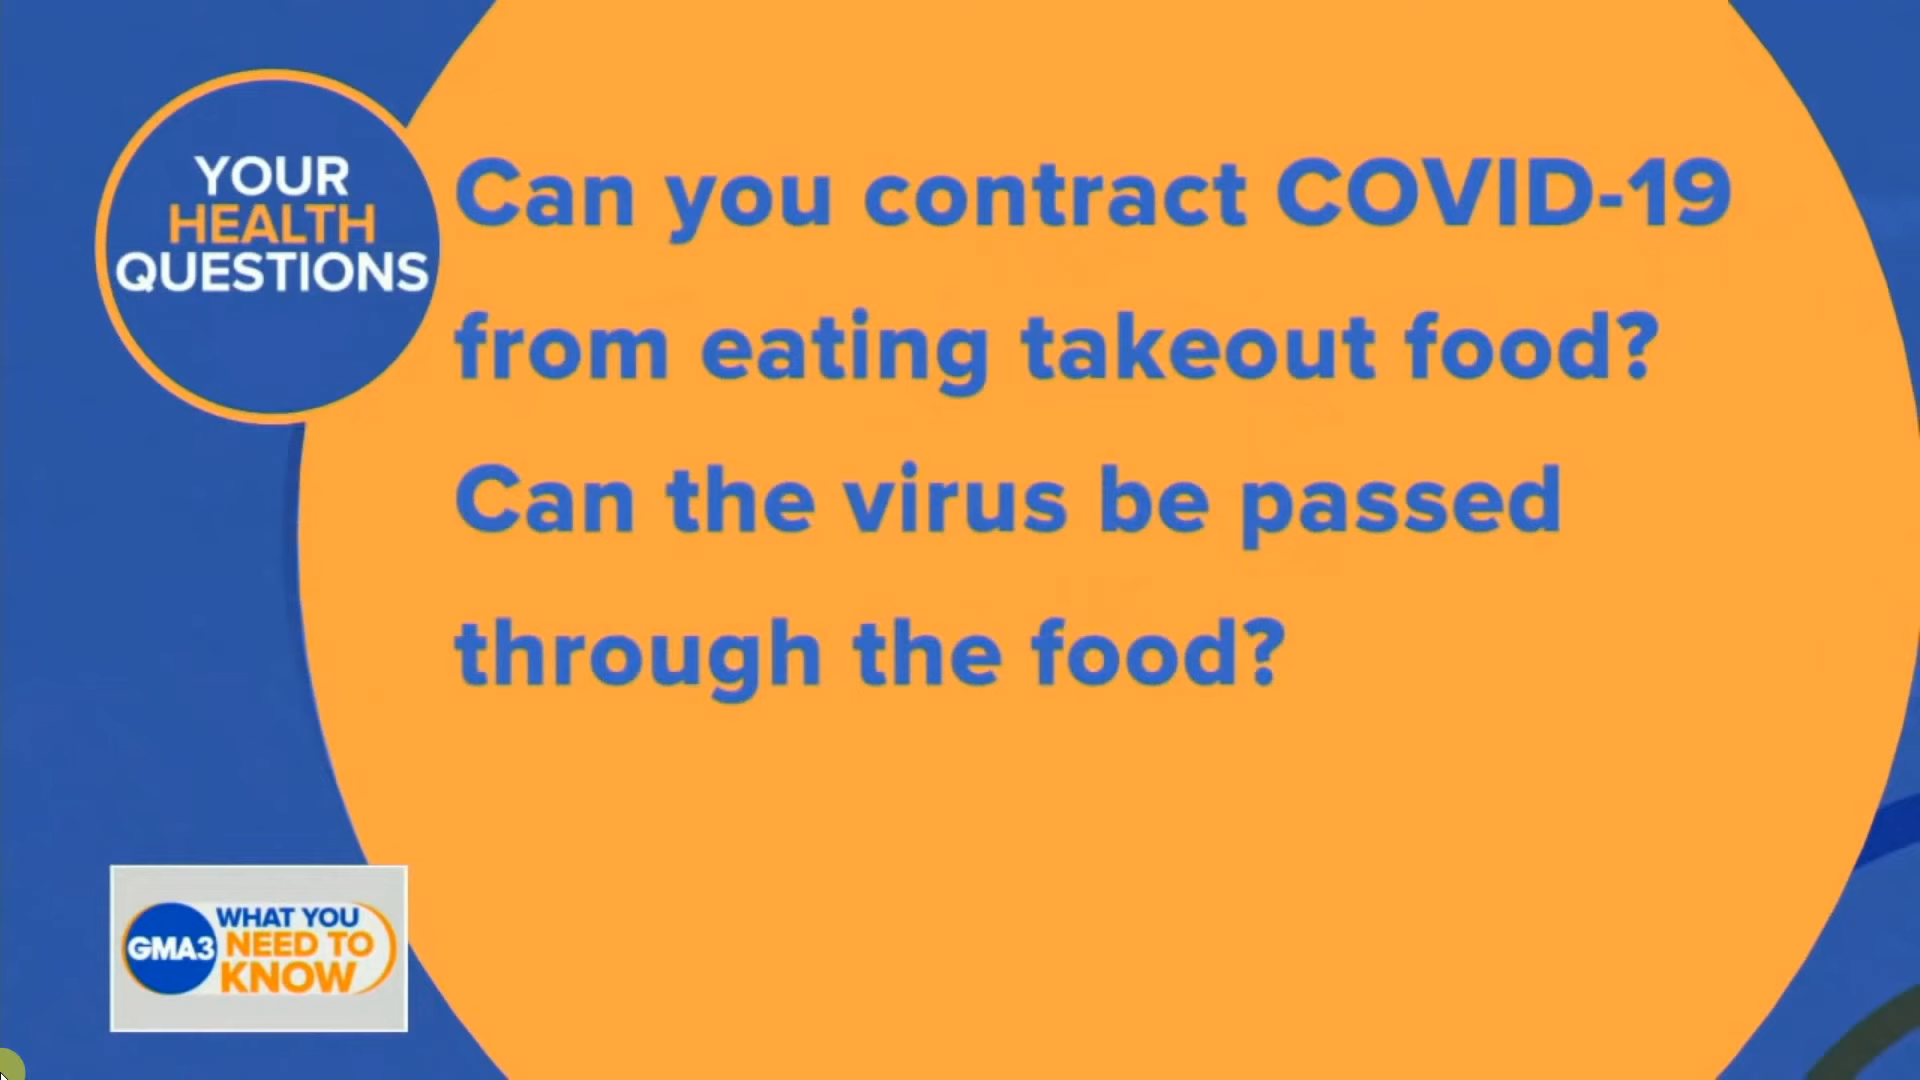 YOUR
HEALTH
QUESTIONS
Can you contract COVID-19
from eating takeout food?
Can the virus be passed
through the food?
GMA3
WHAT YOU
NEED TO
KNOW